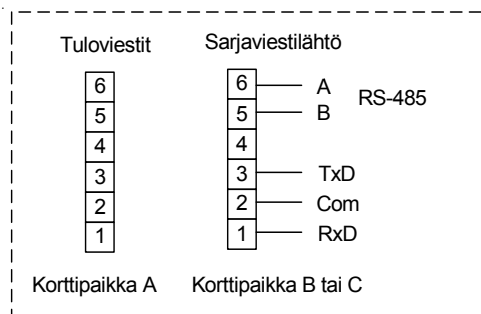 Tuloviestit Sarjaviestilähtö
6 6 A RS-485
5 5 B
4 4
3 3 TxD
2 2 Com
1 1 RxD
Korttipaikka A Korttipaikka B tai C